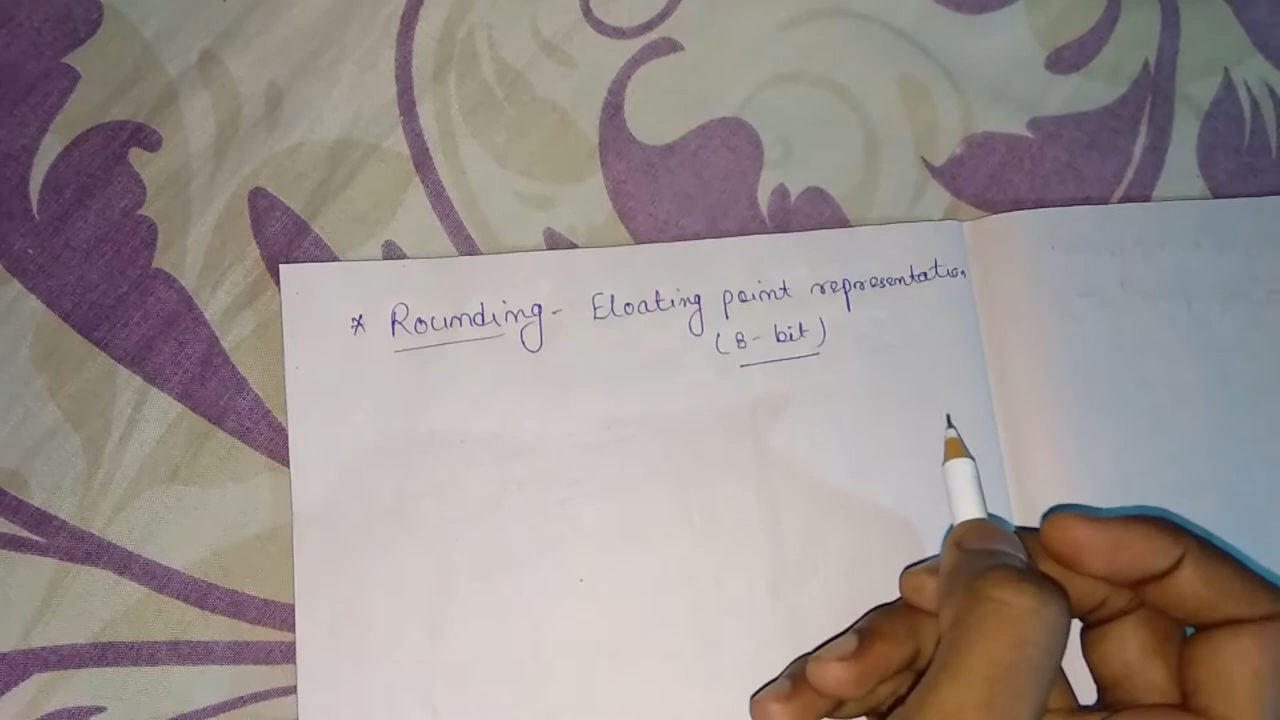 * Rounding - Floating point representation
(8-bit)